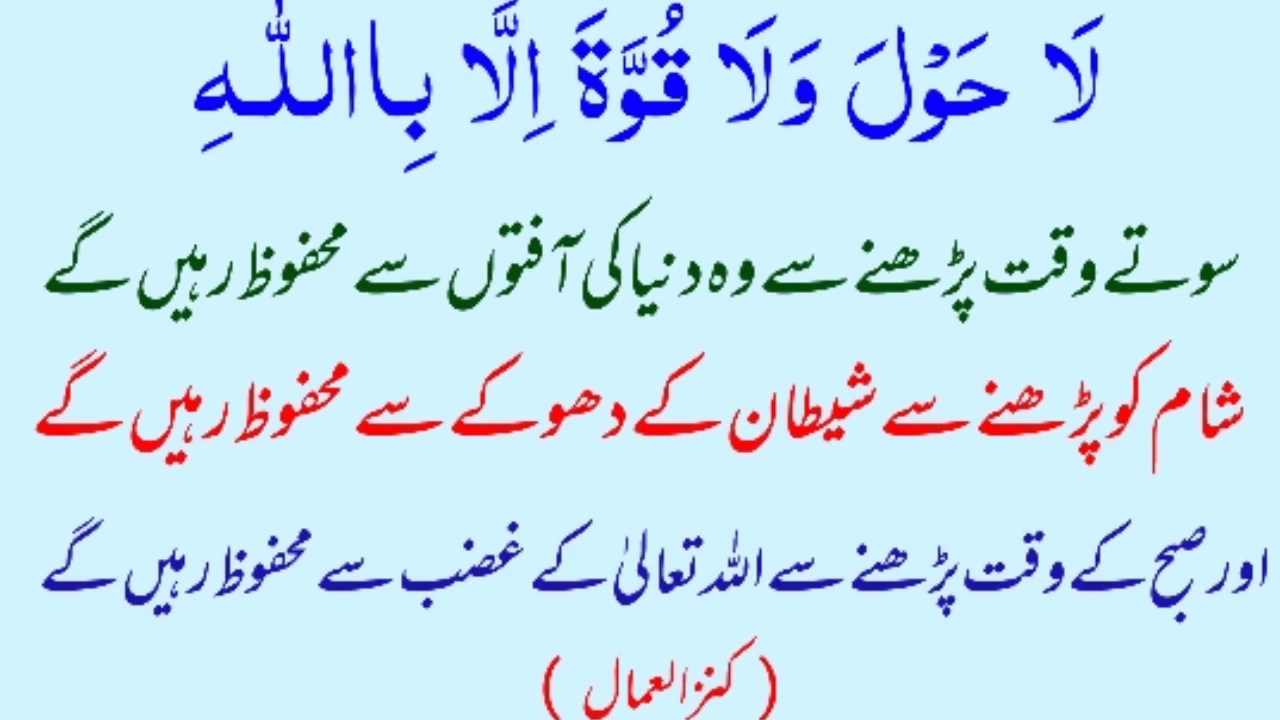 لَا حَوْلَ وَلَا قُوَّةَ اِلَّا بِااللّٰهِ
سوتے وقت پڑھنے سے وہ دنیا کی آفتوں سے محفوظ رہیں گے
شام کو پڑھنے سے شیطان کے دھوکے سے محفوظ رہیں گے
اور صبح کے وقت پڑھنے سے اللہ تعالیٰ کے غضب سے محفوظ رہیں گے
( کنزالعمال )